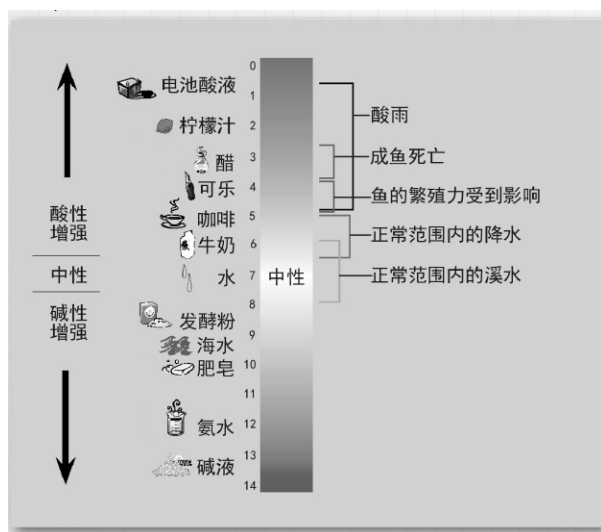 0
电池酸液
1
酸雨
柠檬汁
2
醋
3
成鱼死亡
可乐
4
鱼的繁殖力受到影响
酸性
增强
咖啡
5
正常范围内的降水
牛奶
6
中性
水
7
中性
正常范围内的溪水
碱性
增强
8
发酵粉
9
海水
肥皂
10
11
氨水
12
13
碱液
14